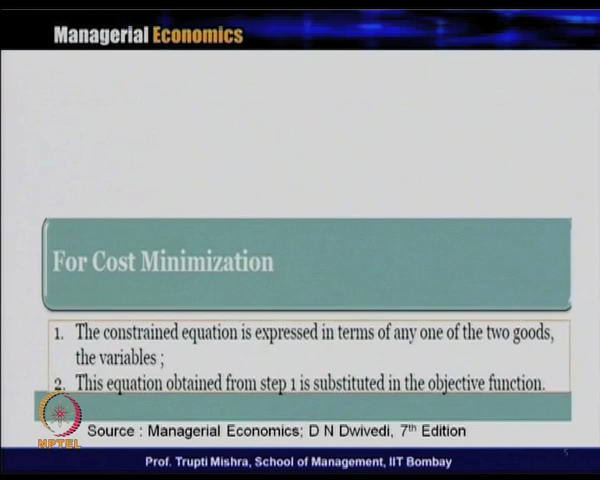 Managerial Economics
For Cost Minimization
1. The constrained equation is expressed in terms of any one of the two goods,
the variables ;
2. This equation obtained from step 1 is substituted in the objective function.
NPTEL
Source : Managerial Economics; D N Dwivedi, 7th Edition
Prof. Trupti Mishra, School of Management, IIT Bombay
5